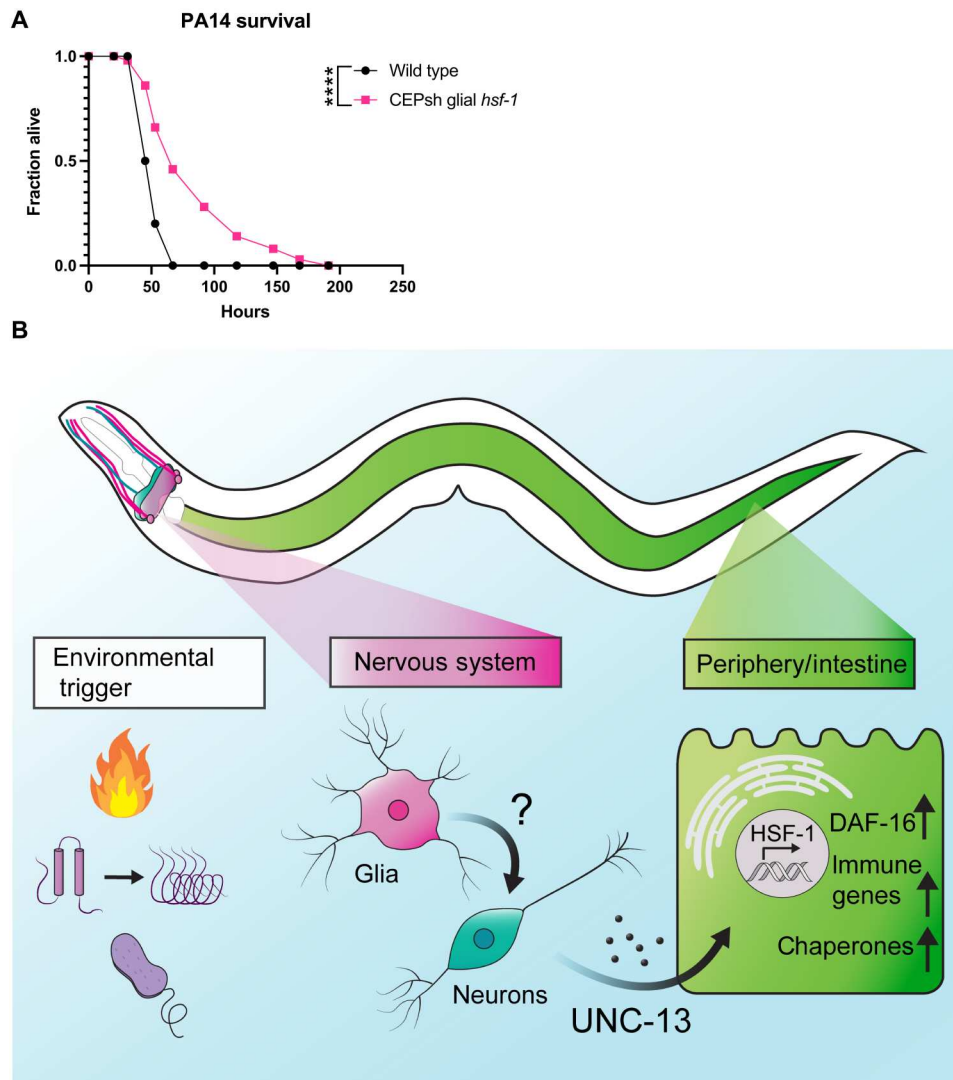 A
PA14 survival
1.0
0.5
0.0
Fraction alive
0
50
100
150
200
250
Hours
****
Wild type
CEPsh glial hsf-1
B
Environmental
trigger
Nervous system
Periphery/intestine
?
Glia
Neurons
UNC-13
HSF-1
DAF-16
Immune
genes
Chaperones